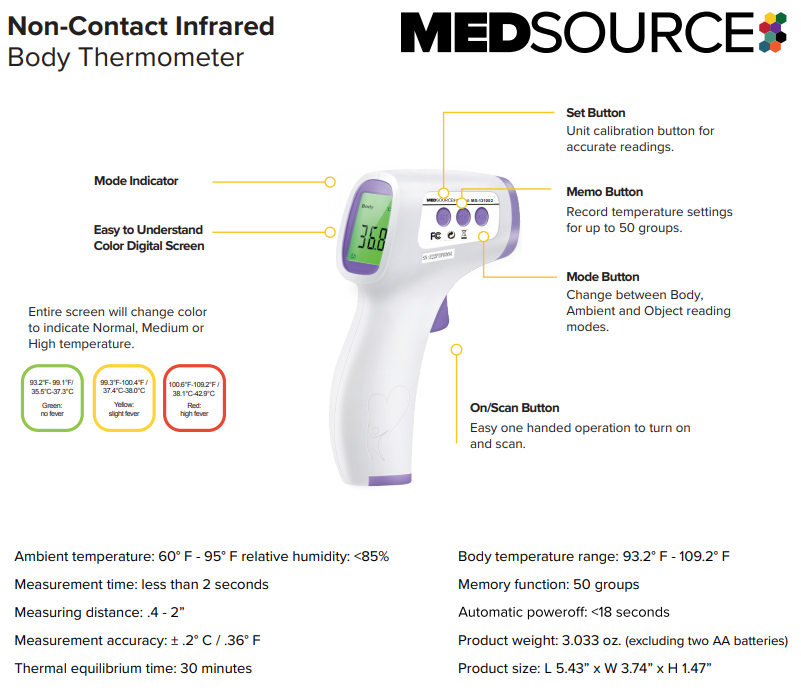 Non-Contact Infrared
Body Thermometer
MEDSOURCE
Set Button
Unit calibration button for
accurate readings.
Mode Indicator
Memo Button
Record temperature settings
for up to 50 groups.
Easy to Understand
Color Digital Screen
Body
36.8
MEDSOURCE
MS-131002
FC
Mode Button
Change between Body,
Ambient and Object reading
modes.
Entire screen will change color
to indicate Normal, Medium or
High temperature.
93.2°F- 99.1°F/
35.5°C-37.3°C
Green:
no fever
99.3°F-100.4°F /
37.4°C-38.0°C
Yellow:
slight fever
100.6°F-109.2°F /
38.1°C-42.9°C
Red:
high fever
On/Scan Button
Easy one handed operation to turn on
and scan.
Ambient temperature: 60° F - 95° F relative humidity: <85%
Measurement time: less than 2 seconds
Measuring distance: .4 - 2”
Measurement accuracy: ± .2° C / .36° F
Thermal equilibrium time: 30 minutes
Body temperature range: 93.2° F - 109.2° F
Memory function: 50 groups
Automatic poweroff: <18 seconds
Product weight: 3.033 oz. (excluding two AA batteries)
Product size: L 5.43” x W 3.74” x H 1.47”